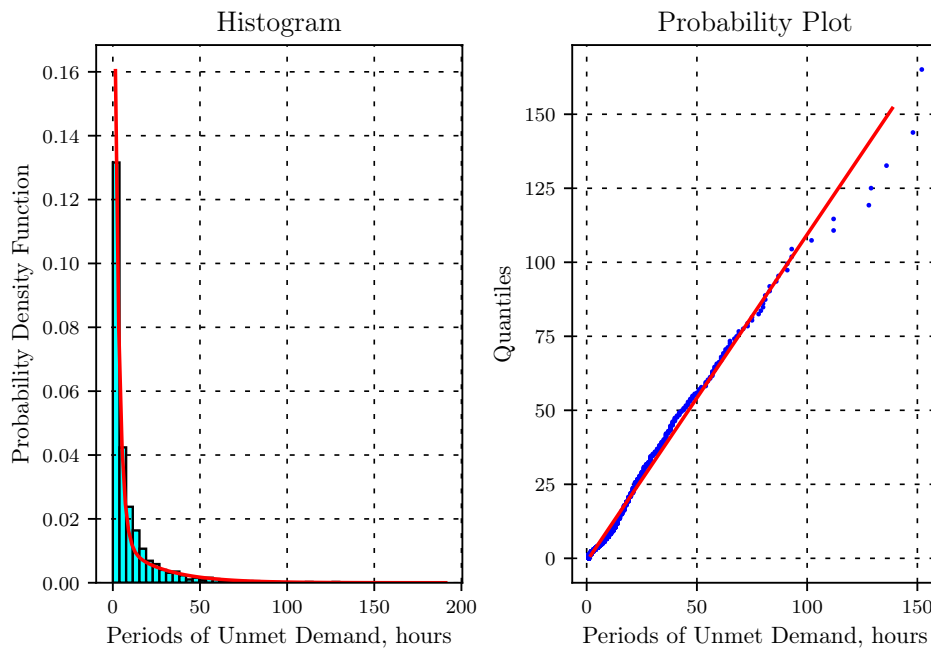 Histogram
Probability Density Function
0.16
0.14
0.12
0.10
0.08
0.06
0.04
0.02
0.00
0 50 100 150 200
Periods of Unmet Demand, hours
Probability Plot
Quantiles
150
125
100
75
50
25
0
0 50 100 150
Periods of Unmet Demand, hours